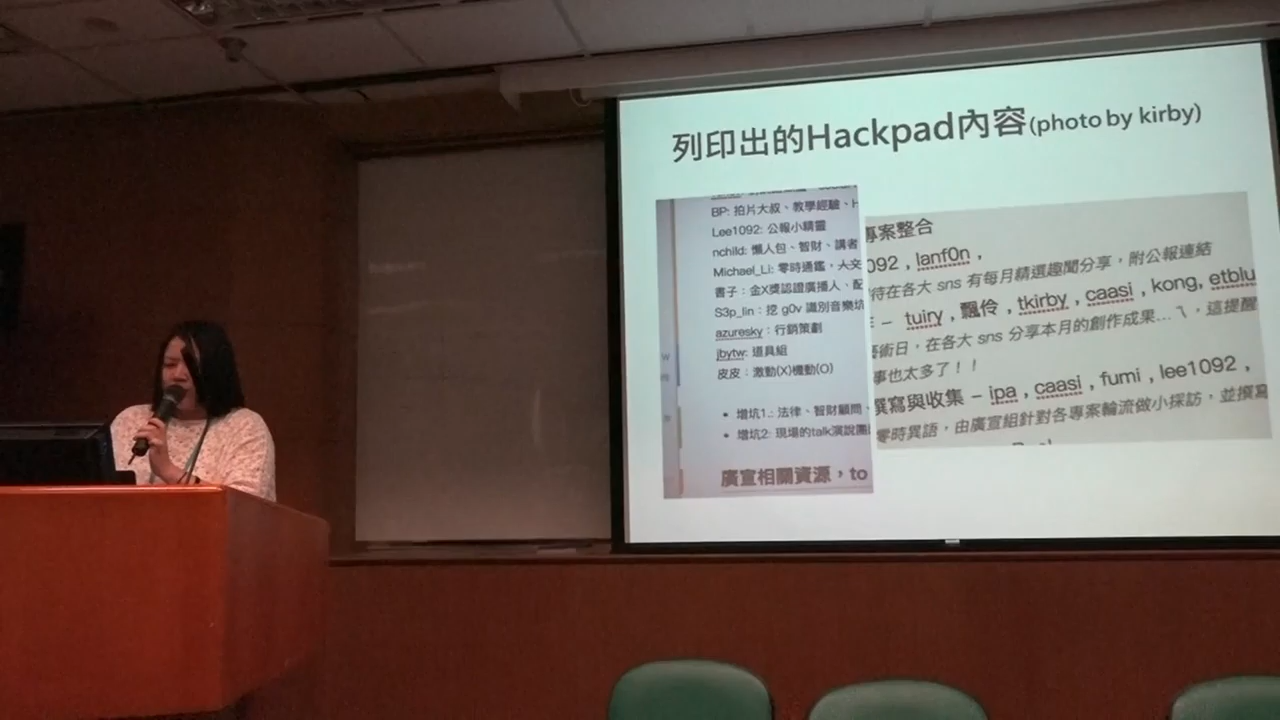 列印出的Hackpad內容(photo by kirby)
BP: 拍片大叔、教學經驗、H
Lee1092: 公報小精靈
nchild: 懶人包、智財、講者
Michael_Li: 零時通鑑，人文
書子：金X獎認證廣播人、配
S3p_lin：挖 g0v 識別音樂坑
azuresky：行銷策劃
jbytw: 道具組
皮皮：激動(X)機動(O)
增坑1.: 法律、智財顧問、
增坑2: 現場的talk演說團
廣宣相關資源，to
專案整合
092 , lanf0n ,
待在各大 sns 有每月精選趣聞分享，附公報連結
– tuiry , 飄伶 , tkirby , caasi , kong, etblu
藝術日，在各大 sns 分享本月的創作成果…ㄟ，這提醒
事也太多了！！
撰寫與收集 – ipa , caasi , fumi , lee1092 ,
零時異語，由廣宣組針對各專案輪流做小採訪，並撰寫